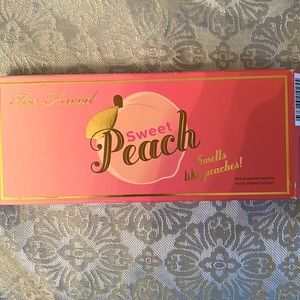 Too Faced
Sweet
Peach
Smells
like peaches!
EYE SHADOW PALETTE